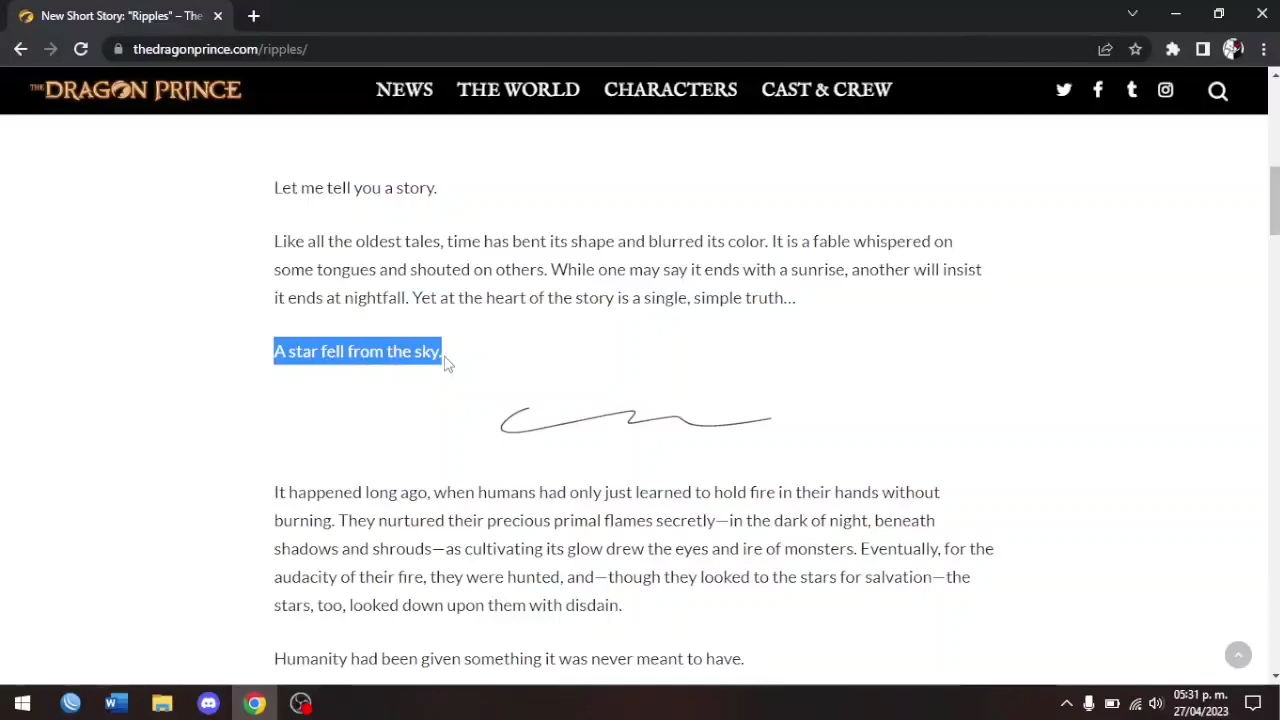 New Short Story: "Ripples" – The
thedragonprince.com/ripples/
THE DRAGON PRINCE
NEWS THE WORLD CHARACTERS CAST & CREW
Let me tell you a story.
Like all the oldest tales, time has bent its shape and blurred its color. It is a fable whispered on
some tongues and shouted on others. While one may say it ends with a sunrise, another will insist
it ends at nightfall. Yet at the heart of the story is a single, simple truth…
A star fell from the sky.
It happened long ago, when humans had only just learned to hold fire in their hands without
burning. They nurtured their precious primal flames secretly—in the dark of night, beneath
shadows and shrouds—as cultivating its glow drew the eyes and ire of monsters. Eventually, for the
audacity of their fire, they were hunted, and—though they looked to the stars for salvation—the
stars, too, looked down upon them with disdain.
Humanity had been given something it was never meant to have.
05:31 p. m.
27/04/2023